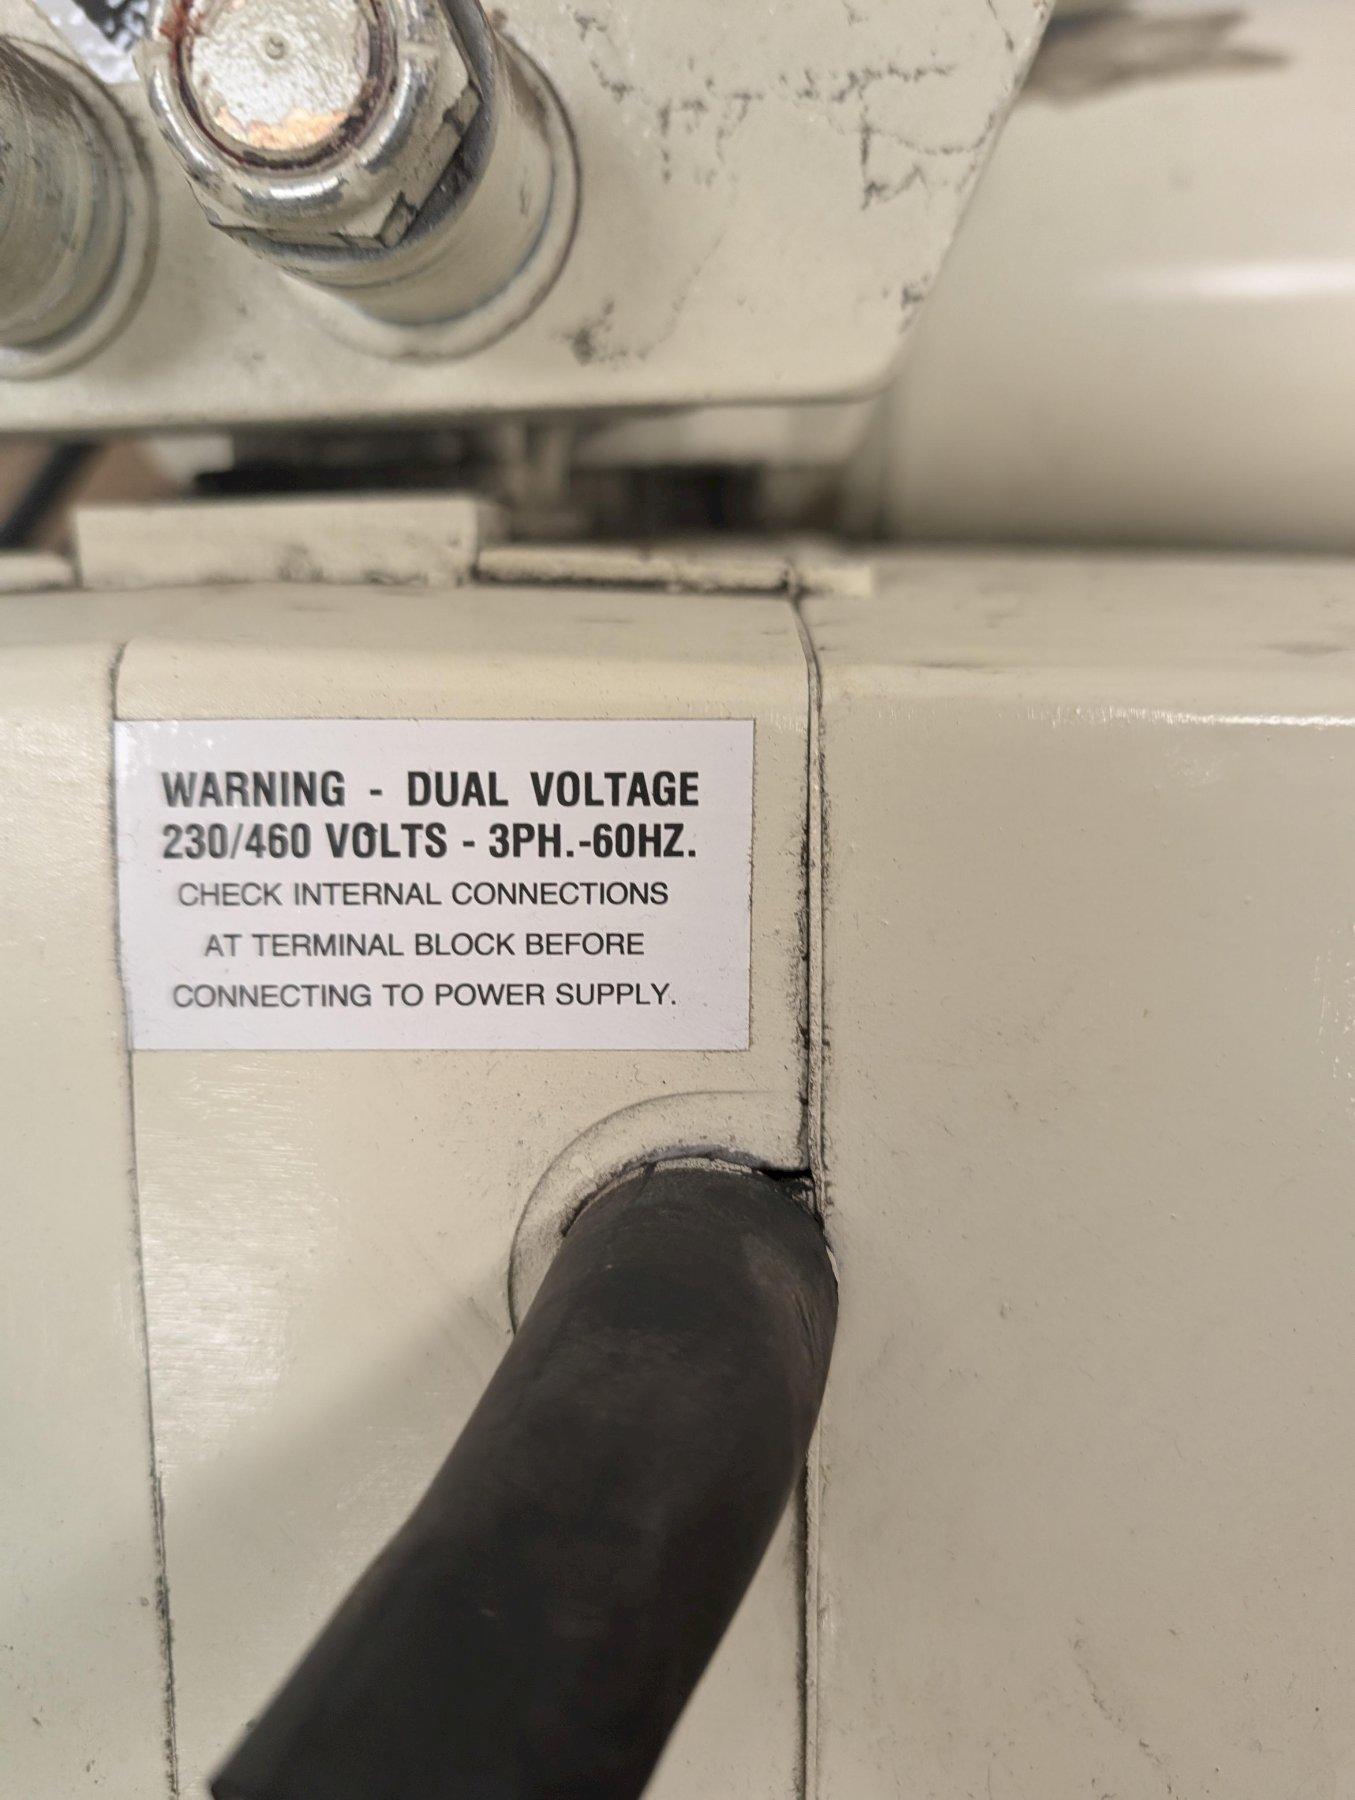 WARNING - DUAL VOLTAGE
230/460 VOLTS - 3PH.-60HZ.
CHECK INTERNAL CONNECTIONS
AT TERMINAL BLOCK BEFORE
CONNECTING TO POWER SUPPLY.